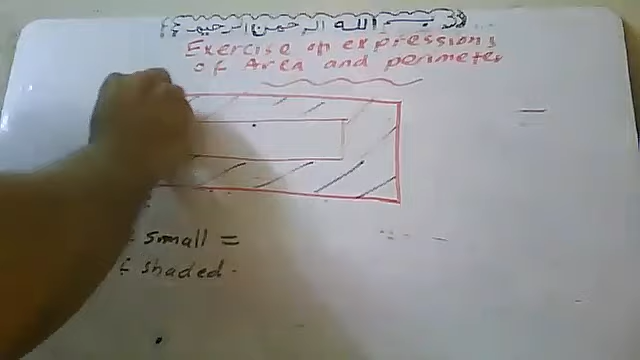 بسم الله الرحمن الرحيم
Exercise on expressions
of Area and perimeter
small =
f shaded -